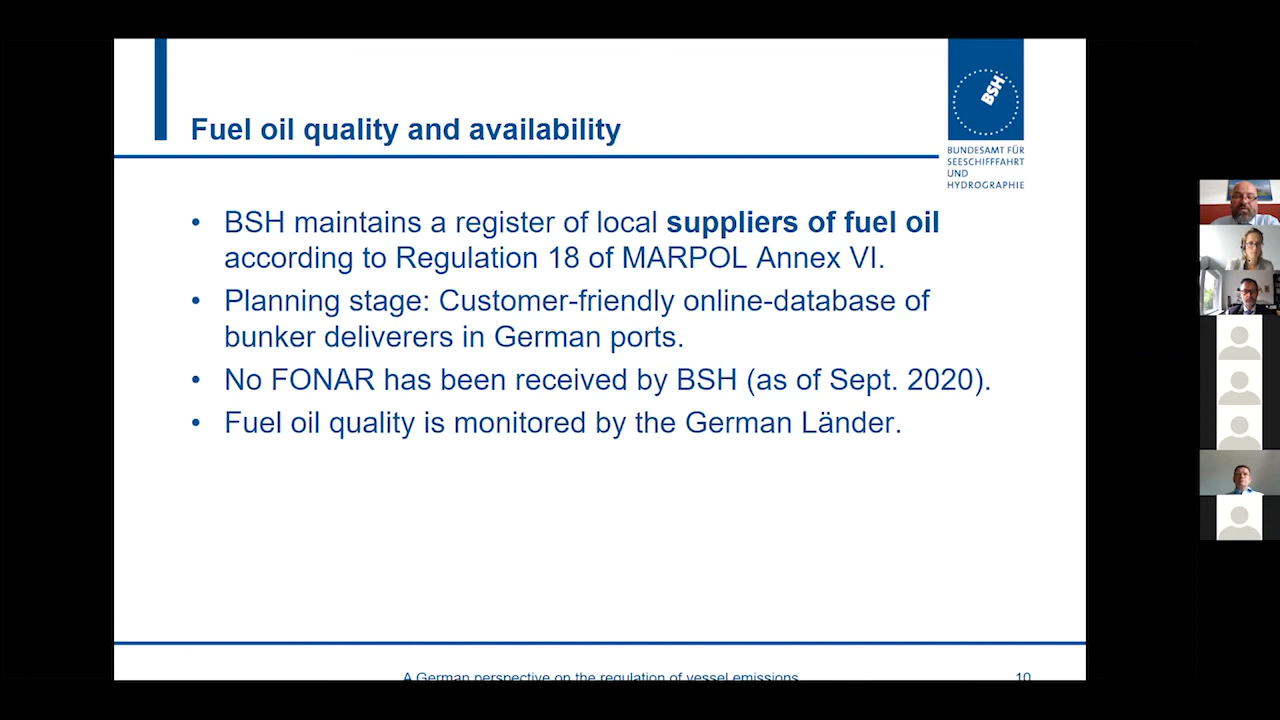 Fuel oil quality and availability
BSH
BUNDESAMT FÜR
SEESCHIFFFAHRT
UND
HYDROGRAPHIE
• BSH maintains a register of local suppliers of fuel oil
according to Regulation 18 of MARPOL Annex VI.
• Planning stage: Customer-friendly online-database of
bunker deliverers in German ports.
• No FONAR has been received by BSH (as of Sept. 2020).
• Fuel oil quality is monitored by the German Länder.
A German perspective on the regulation of vessel emissions
10